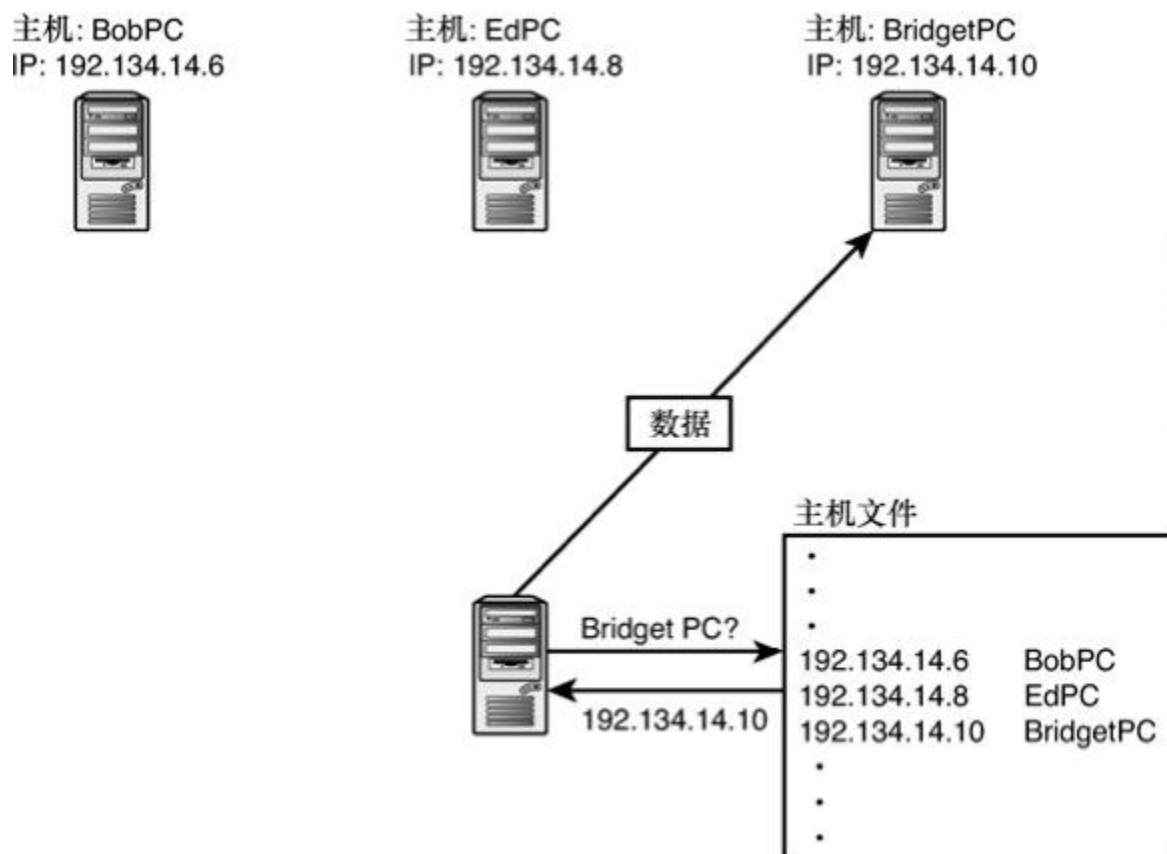 主机: BobPC
IP: 192.134.14.6
主机: EdPC
IP: 192.134.14.8
主机: BridgetPC
IP: 192.134.14.10
数据
主机文件
Bridget PC?
192.134.14.10
192.134.14.6 BobPC
192.134.14.8 EdPC
192.134.14.10 BridgetPC